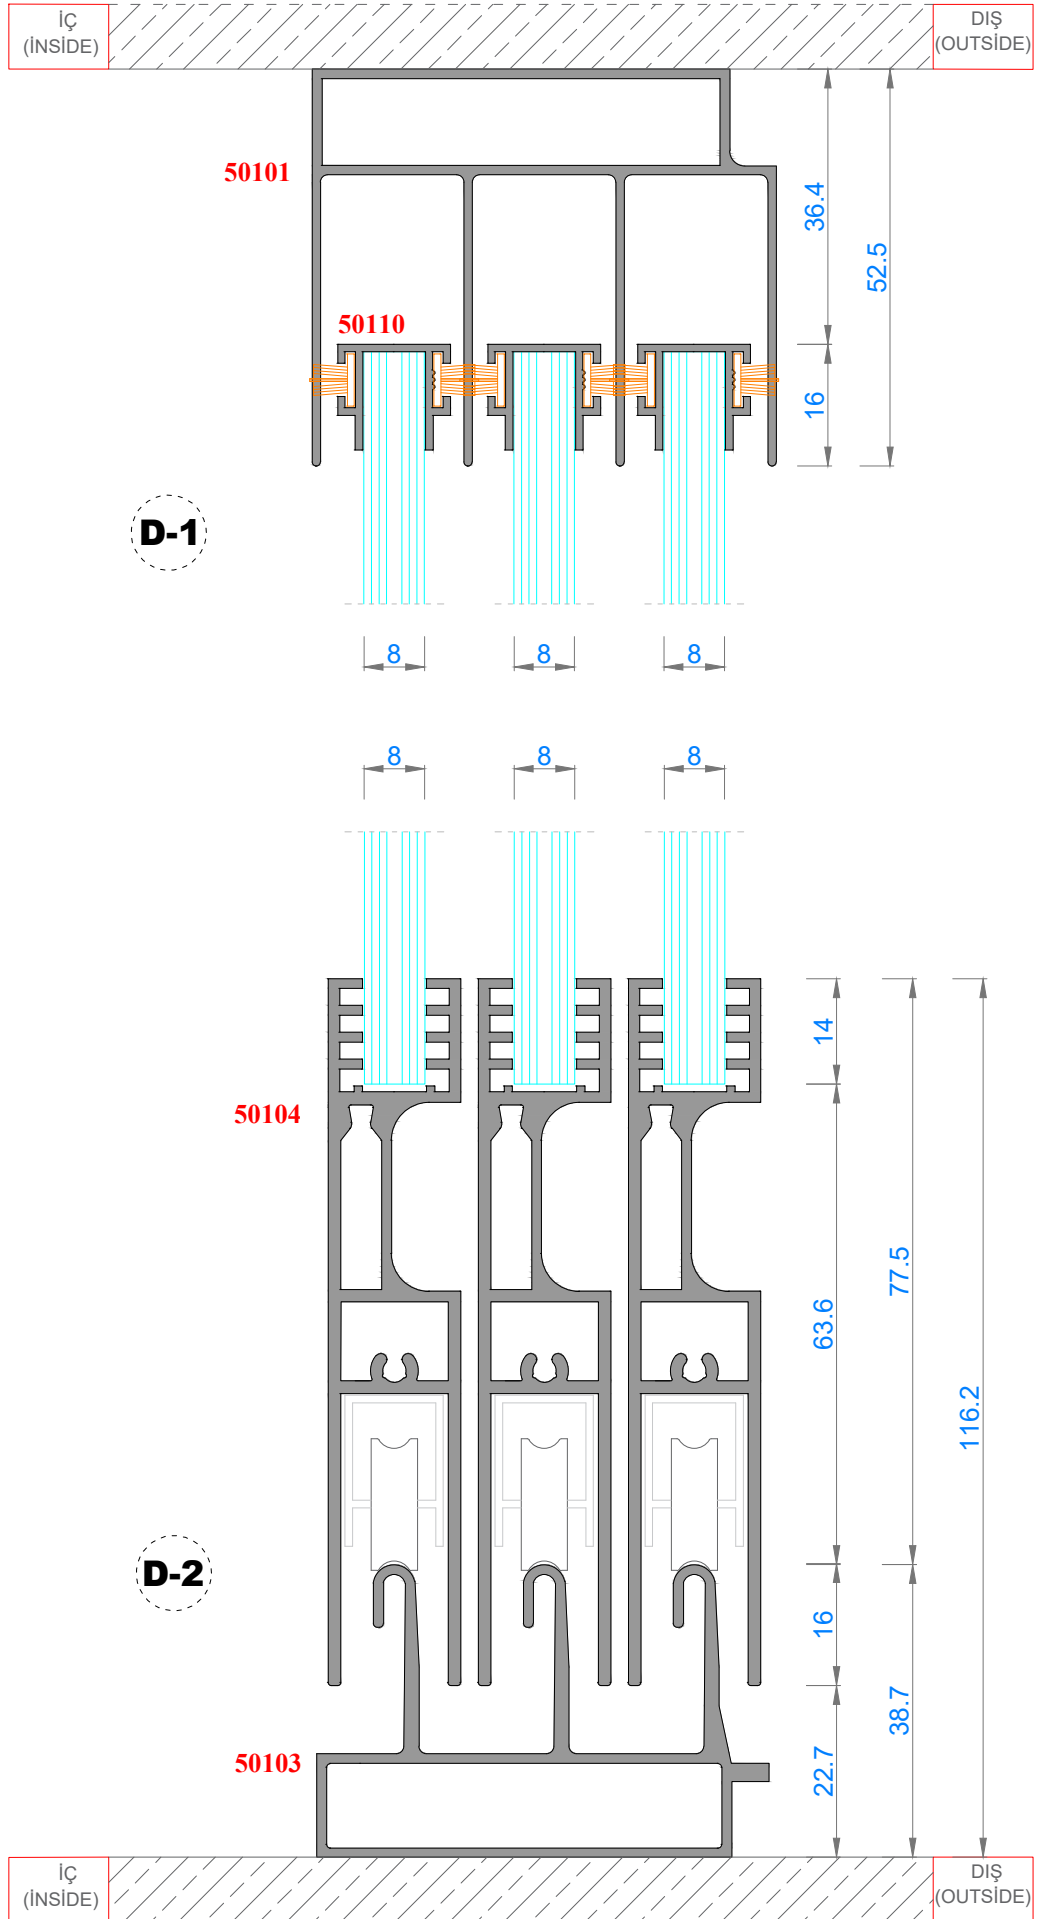 İÇ
(İNSİDE)
DIŞ
(OUTSİDE)
50101
36.4
52.5
50110
16
D-1
8 8 8
8 8 8
14
50104
77.5
63.6
116.2
D-2
16
38.7
50103
22.7
İÇ
(İNSİDE)
DIŞ
(OUTSİDE)